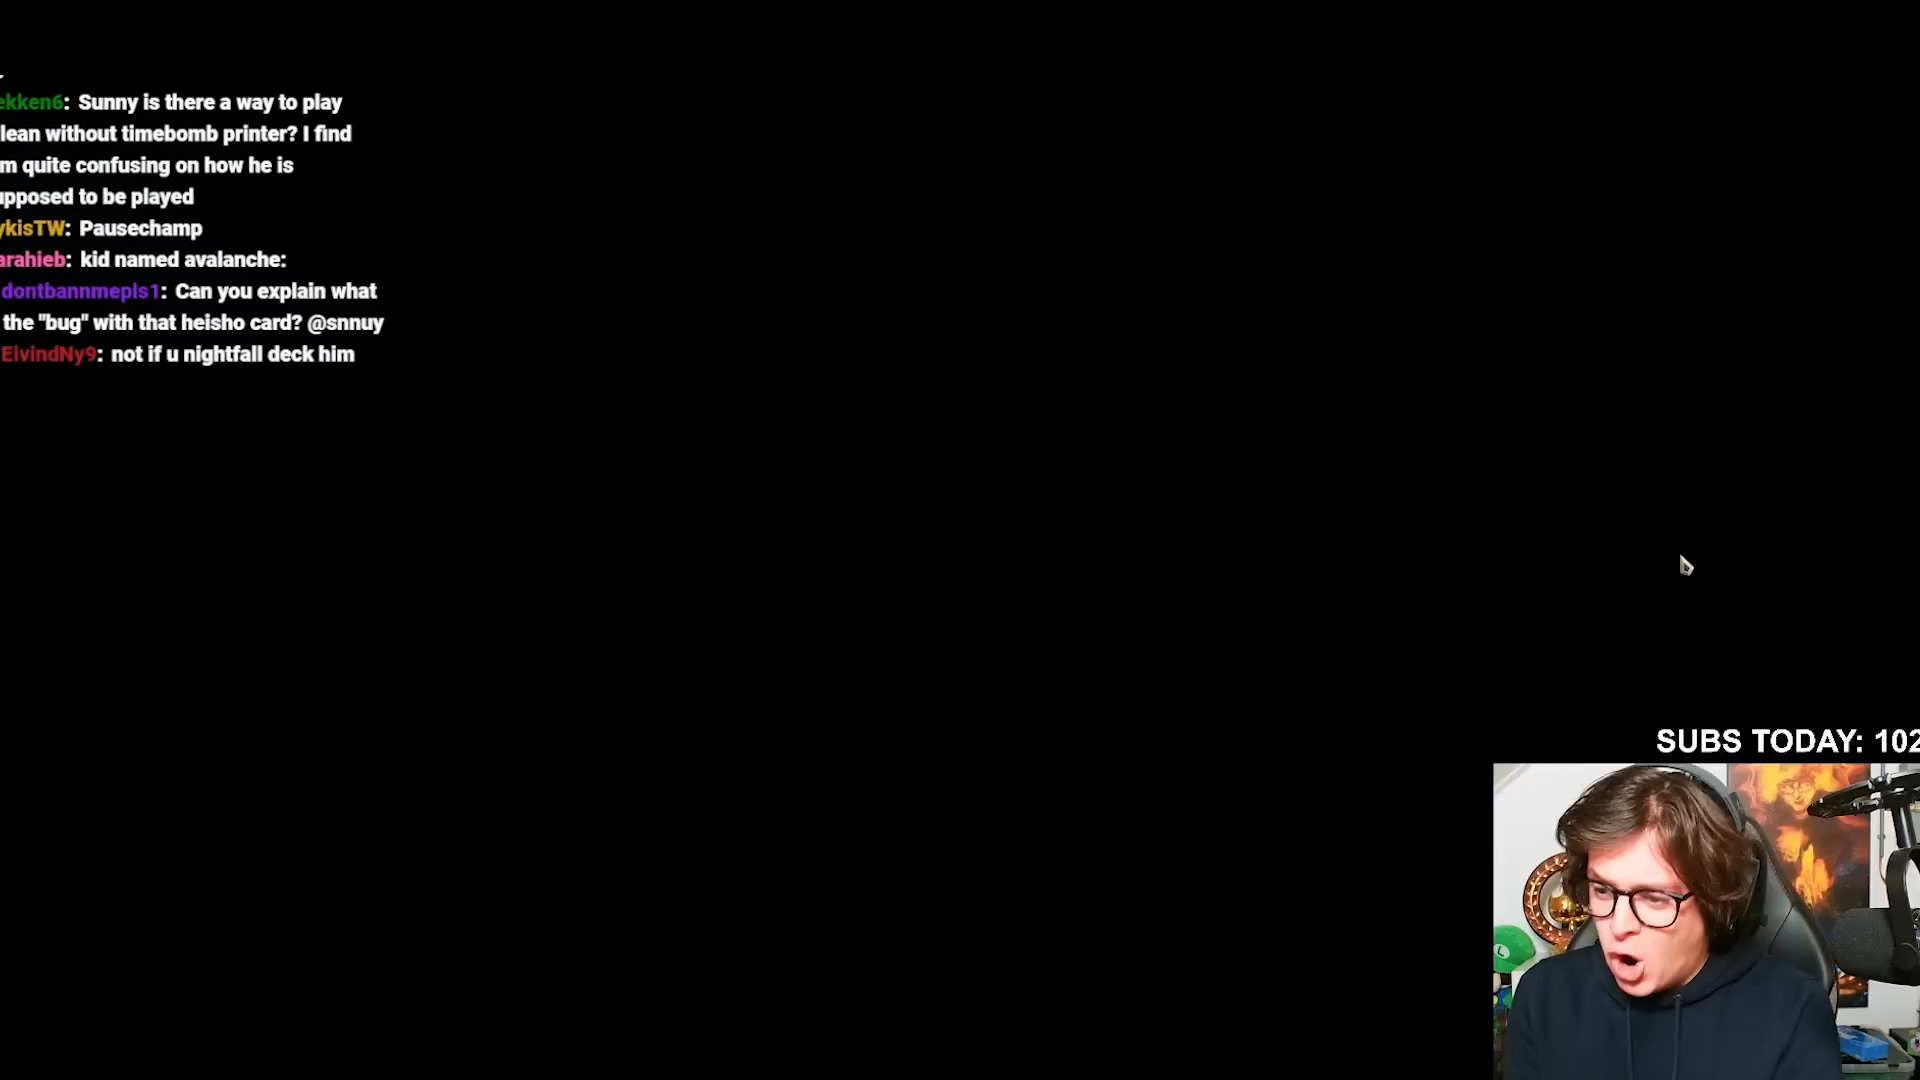 ekken6: Sunny is there a way to play
lean without timebomb printer? I find
m quite confusing on how he is
upposed to be played
ykisTW: Pausechamp
arahieb: kid named avalanche:
dontbannmepls1: Can you explain what
the "bug" with that heisho card? @snnuy
EivindNy9: not if u nightfall deck him
SUBS TODAY: 102
L